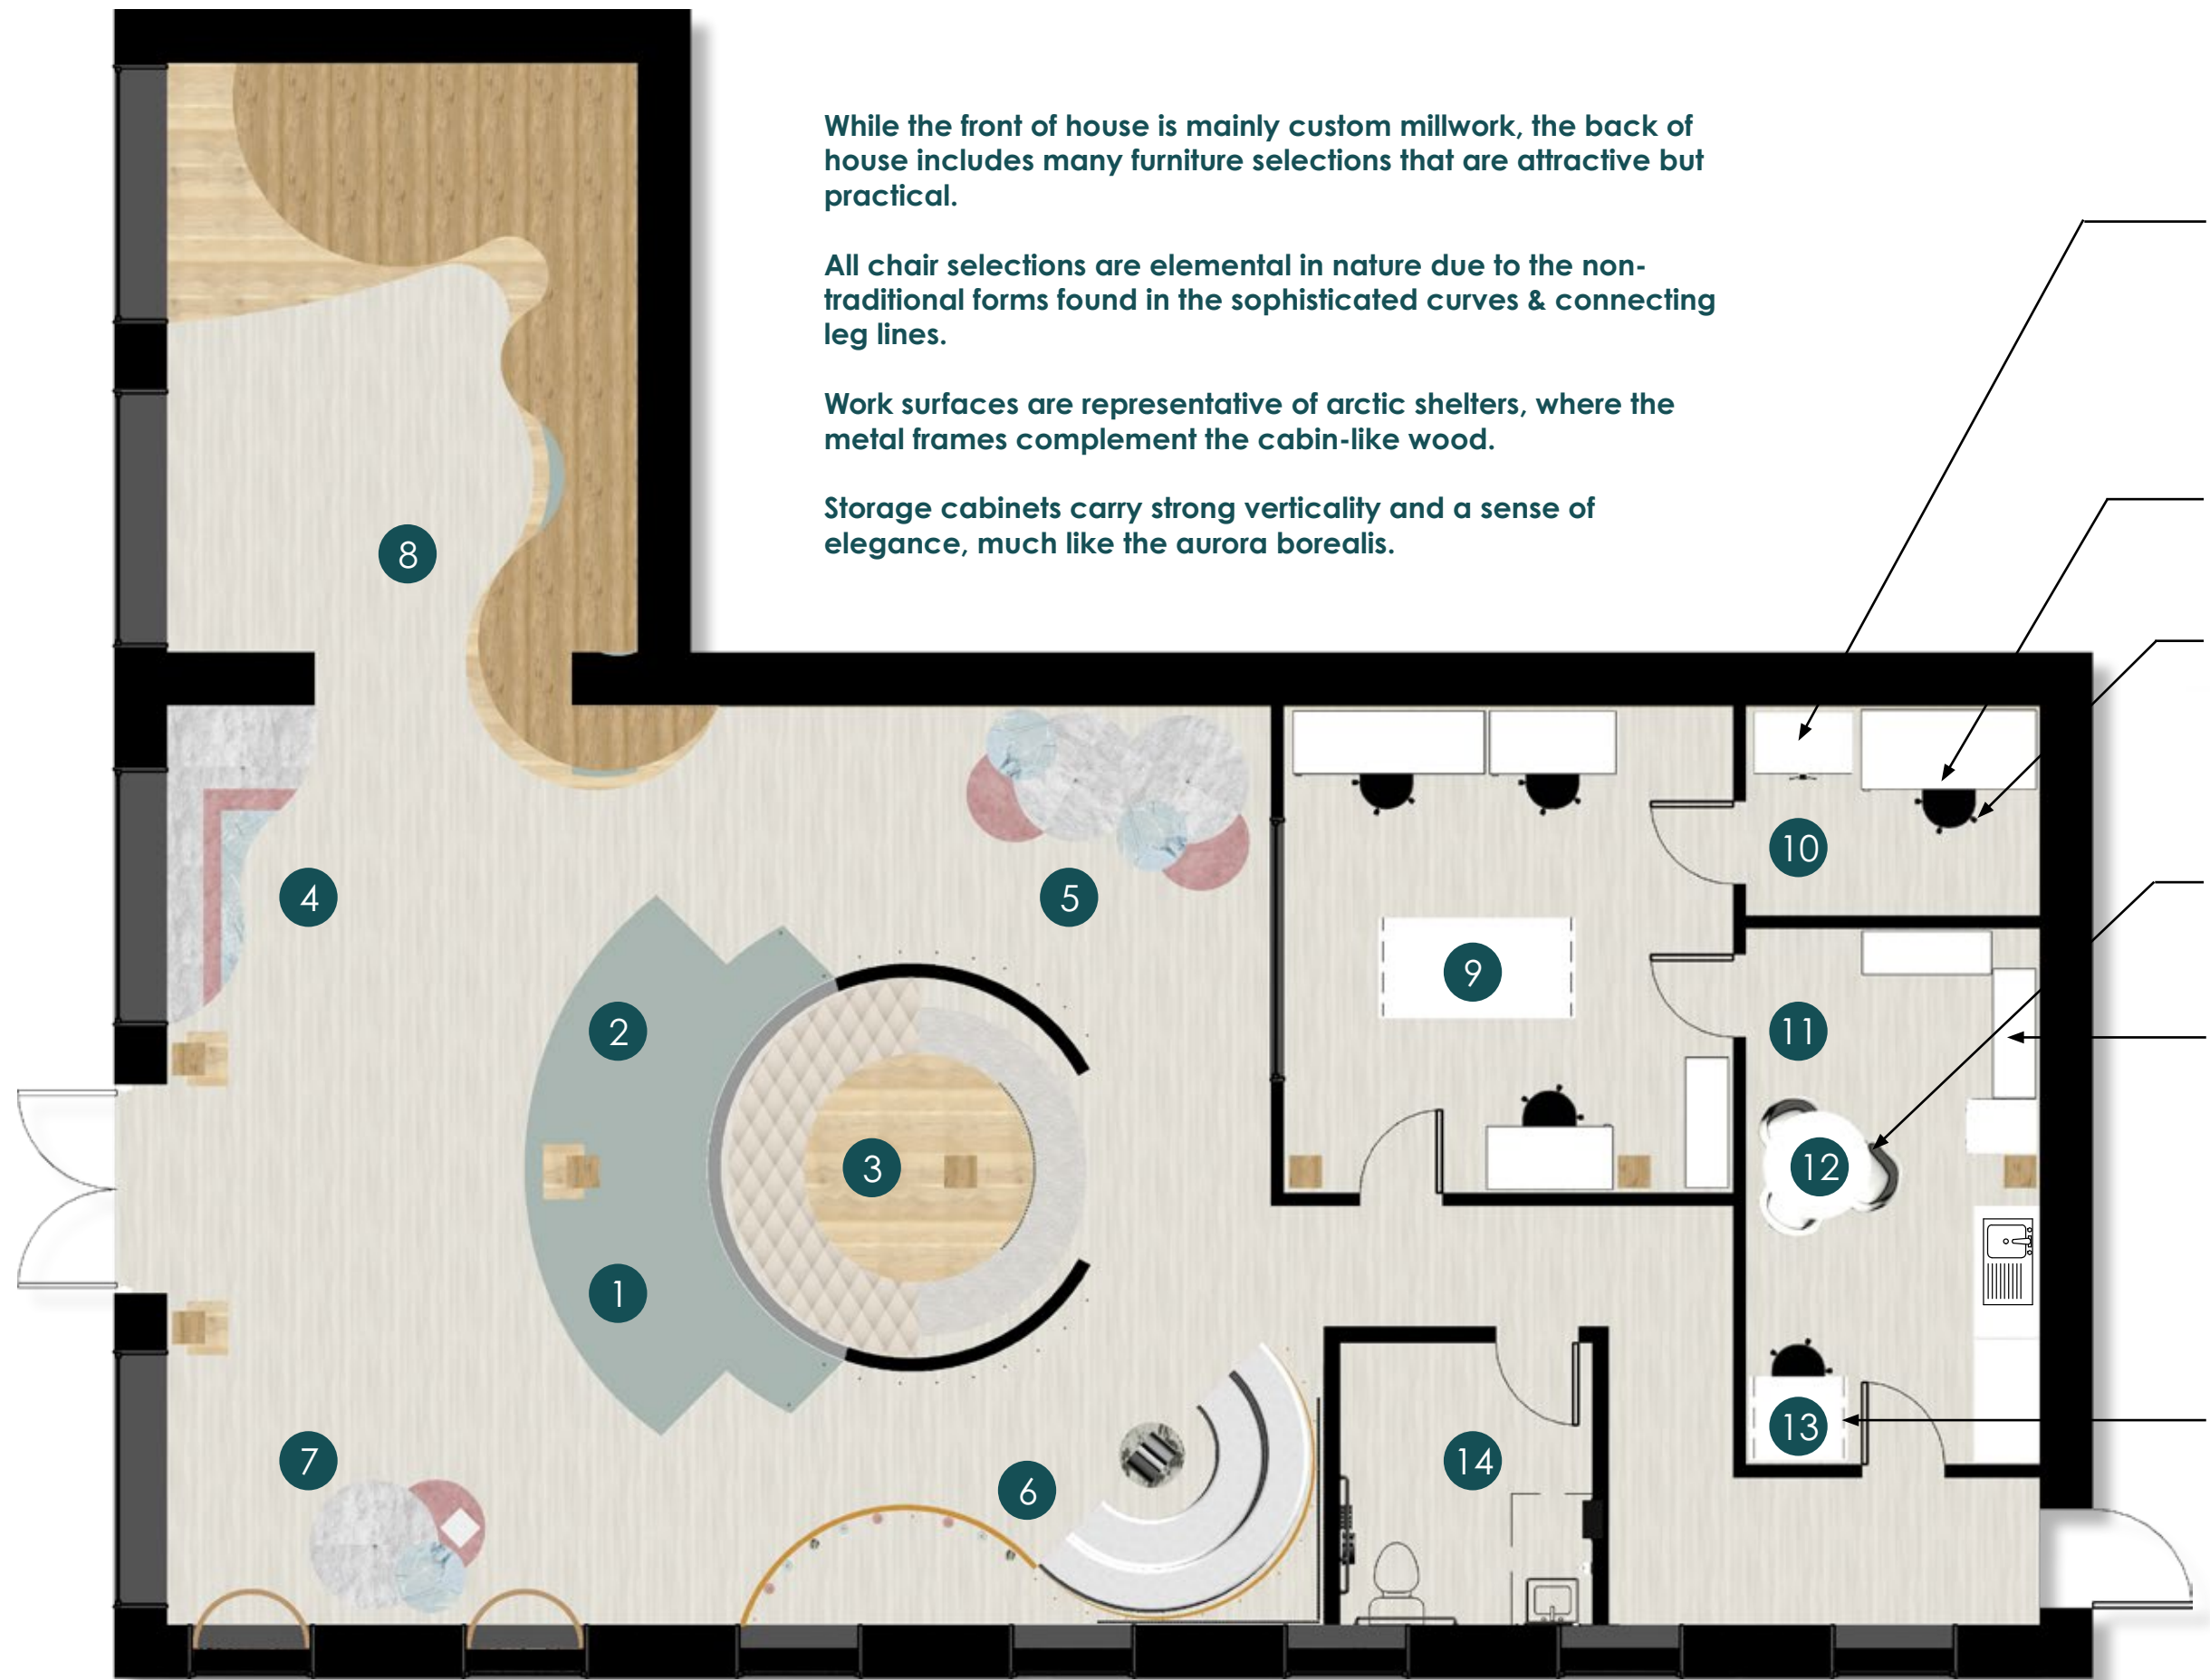 While the front of house is mainly custom millwork, the back of
house includes many furniture selections that are attractive but
practical.
All chair selections are elemental in nature due to the non-
traditional forms found in the sophisticated curves & connecting
leg lines.
Work surfaces are representative of arctic shelters, where the
metal frames complement the cabin-like wood.
Storage cabinets carry strong verticality and a sense of
elegance, much like the aurora borealis.
8
4
5
10
2
9
11
3
12
1
7
6
14
13